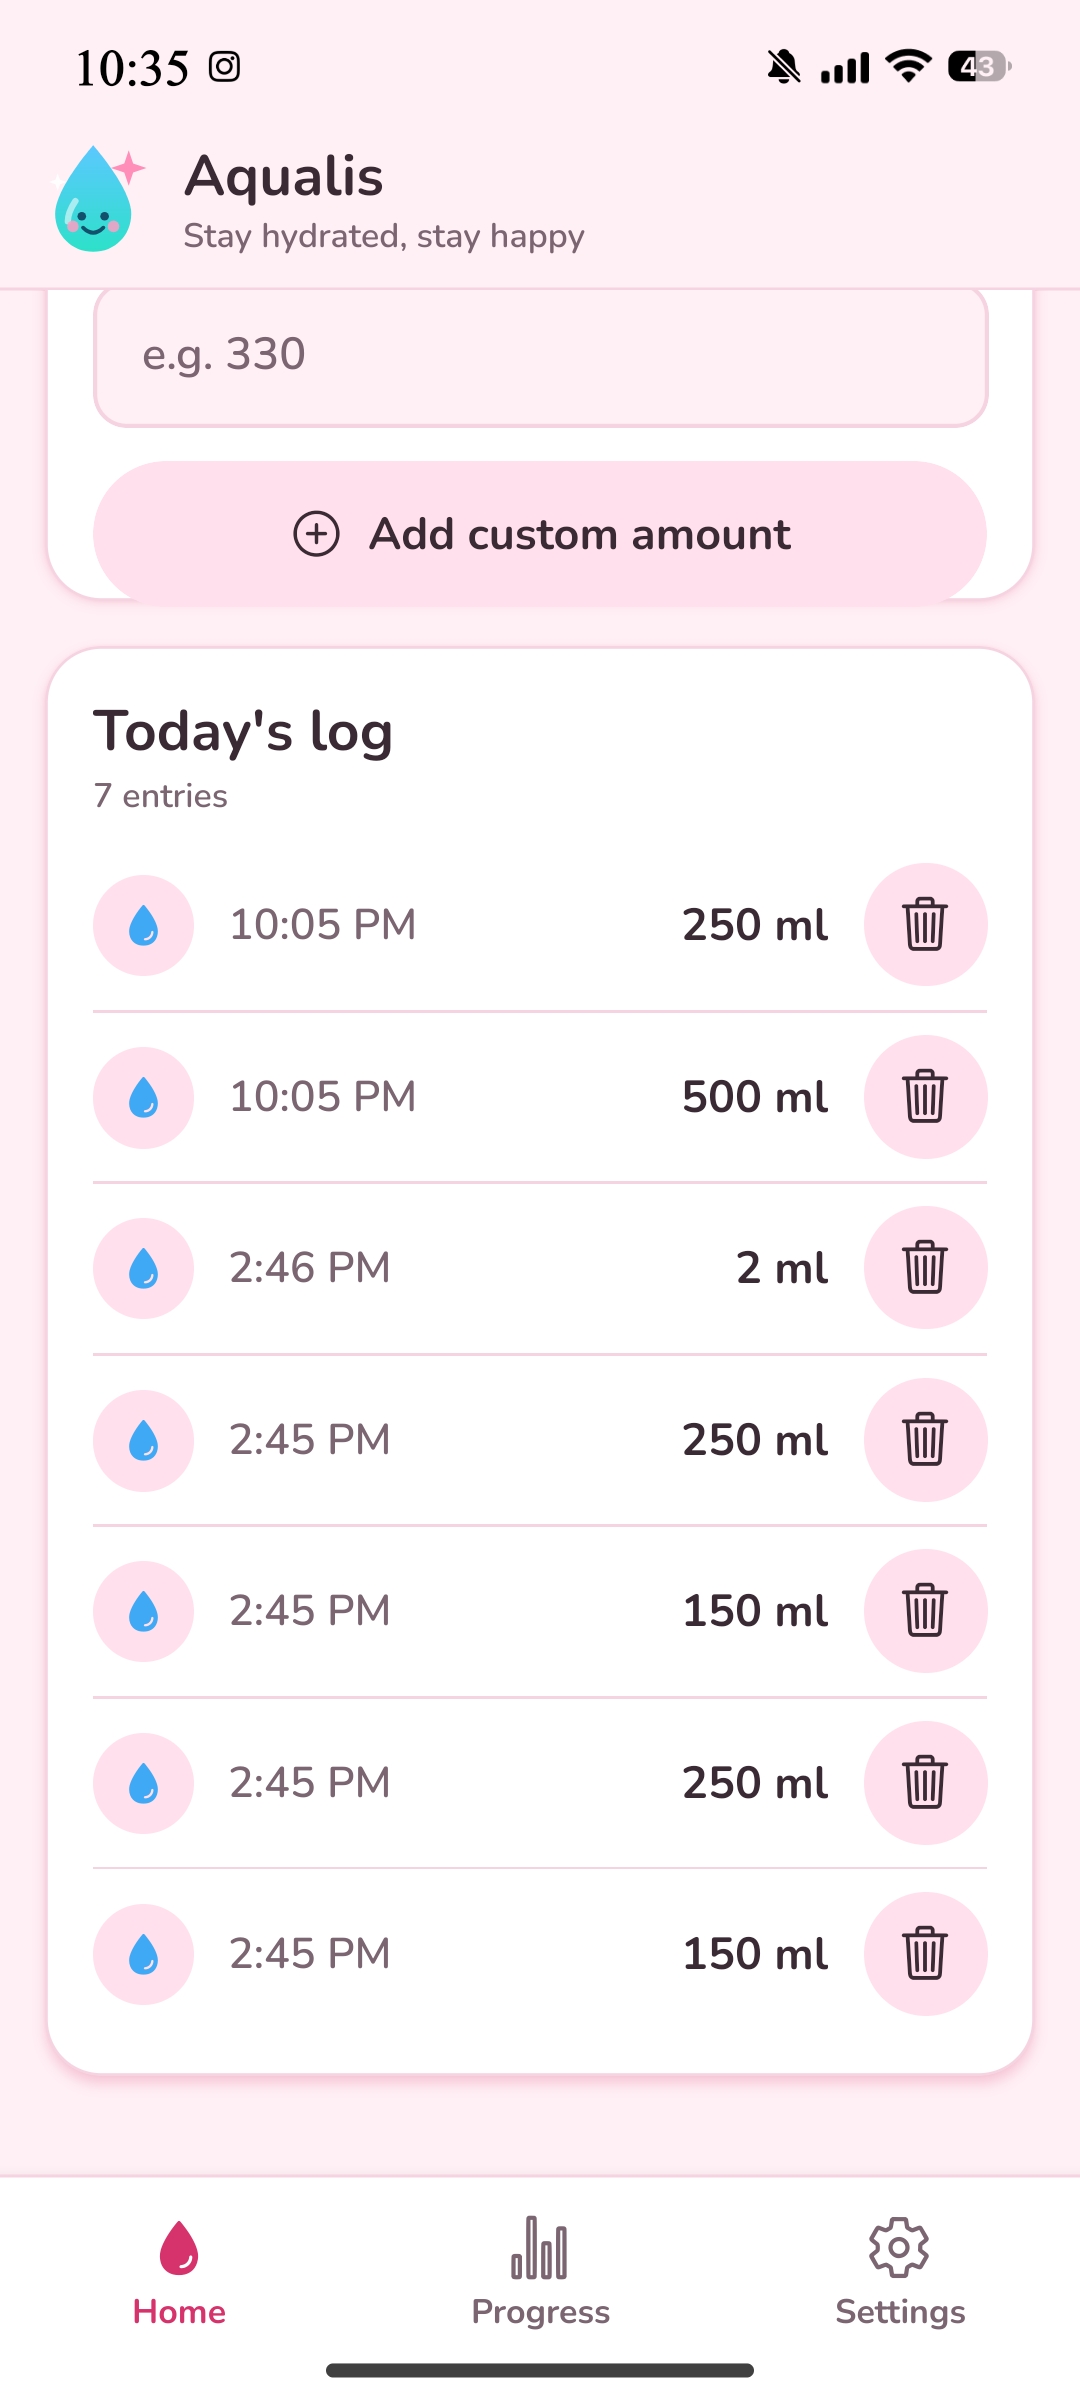 10:35
43
Aqualis
Stay hydrated, stay happy
e.g. 330
Add custom amount
Today's log
7 entries
10:05 PM 250 ml
10:05 PM 500 ml
2:46 PM 2 ml
2:45 PM 250 ml
2:45 PM 150 ml
2:45 PM 250 ml
2:45 PM 150 ml
Home Progress Settings